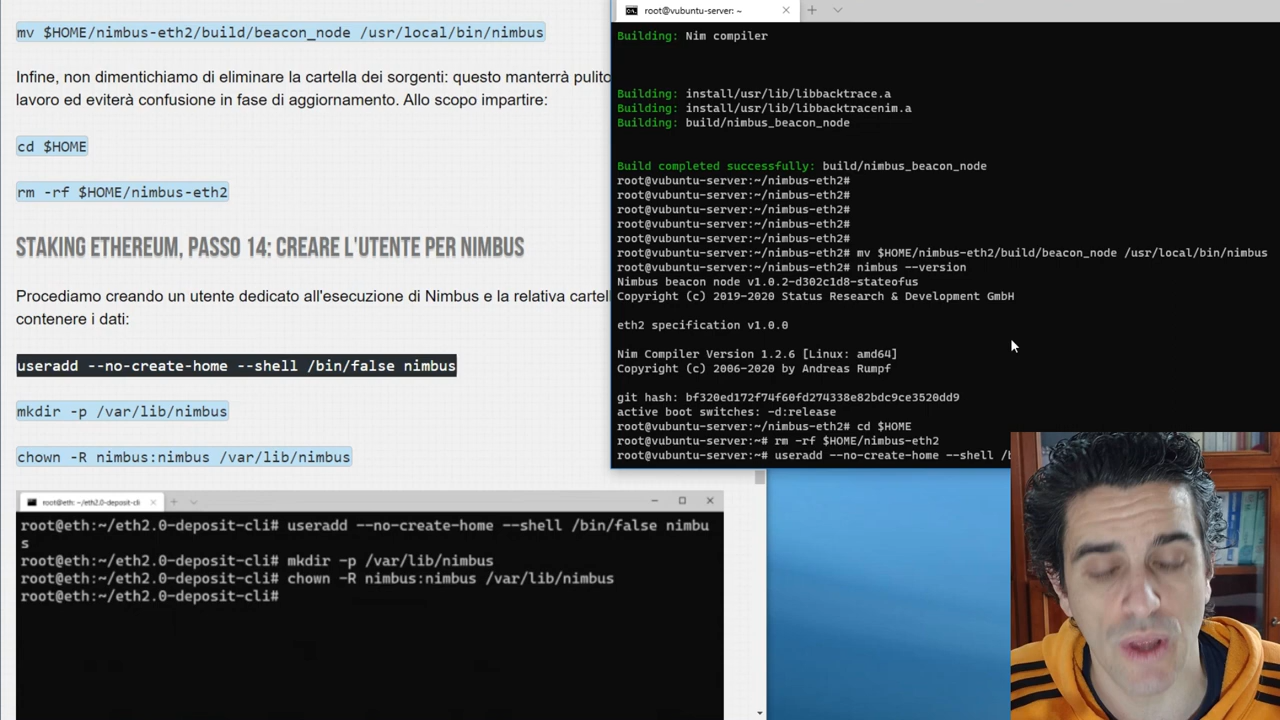 mv $HOME/nimbus-eth2/build/beacon_node /usr/local/bin/nimbus
Infine, non dimentichiamo di eliminare la cartella dei sorgenti: questo manterrà pulito
lavoro ed eviterà confusione in fase di aggiornamento. Allo scopo impartire:
cd $HOME
rm -rf $HOME/nimbus-eth2
STAKING ETHEREUM, PASSO 14: CREARE L'UTENTE PER NIMBUS
Procediamo creando un utente dedicato all'esecuzione di Nimbus e la relativa cartell
contenere i dati:
useradd --no-create-home --shell /bin/false nimbus
mkdir -p /var/lib/nimbus
chown -R nimbus:nimbus /var/lib/nimbus
root@eth: ~/eth2.0-deposit-cli
root@eth:~/eth2.0-deposit-cli# useradd --no-create-home --shell /bin/false nimbu
s
root@eth:~/eth2.0-deposit-cli# mkdir -p /var/lib/nimbus
root@eth:~/eth2.0-deposit-cli# chown -R nimbus:nimbus /var/lib/nimbus
root@eth:~/eth2.0-deposit-cli#
root@vubuntu-server: ~
Building: Nim compiler
Building: install/usr/lib/libbacktrace.a
Building: install/usr/lib/libbacktracenim.a
Building: build/nimbus_beacon_node
Build completed successfully: build/nimbus_beacon_node
root@vubuntu-server:~/nimbus-eth2#
root@vubuntu-server:~/nimbus-eth2#
root@vubuntu-server:~/nimbus-eth2#
root@vubuntu-server:~/nimbus-eth2#
root@vubuntu-server:~/nimbus-eth2#
root@vubuntu-server:~/nimbus-eth2# mv $HOME/nimbus-eth2/build/beacon_node /usr/local/bin/nimbus
root@vubuntu-server:~/nimbus-eth2# nimbus --version
Nimbus beacon node v1.0.2-d302c1d8-stateofus
Copyright (c) 2019-2020 Status Research & Development GmbH
eth2 specification v1.0.0
Nim Compiler Version 1.2.6 [Linux: amd64]
Copyright (c) 2006-2020 by Andreas Rumpf
git hash: bf320ed172f74f60fd274338e82bdc9ce3520dd9
active boot switches: -d:release
root@vubuntu-server:~/nimbus-eth2# cd $HOME
root@vubuntu-server:~# rm -rf $HOME/nimbus-eth2
root@vubuntu-server:~# useradd --no-create-home --shell /b